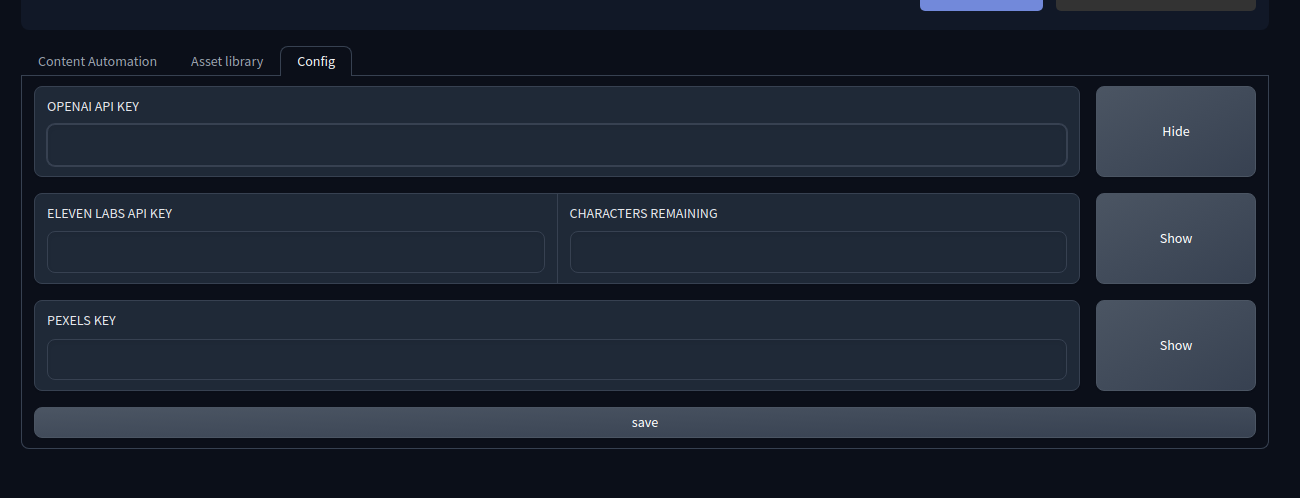 Content Automation
Asset library
Config
OPENAI API KEY
Hide
ELEVEN LABS API KEY
CHARACTERS REMAINING
Show
PEXELS KEY
Show
save